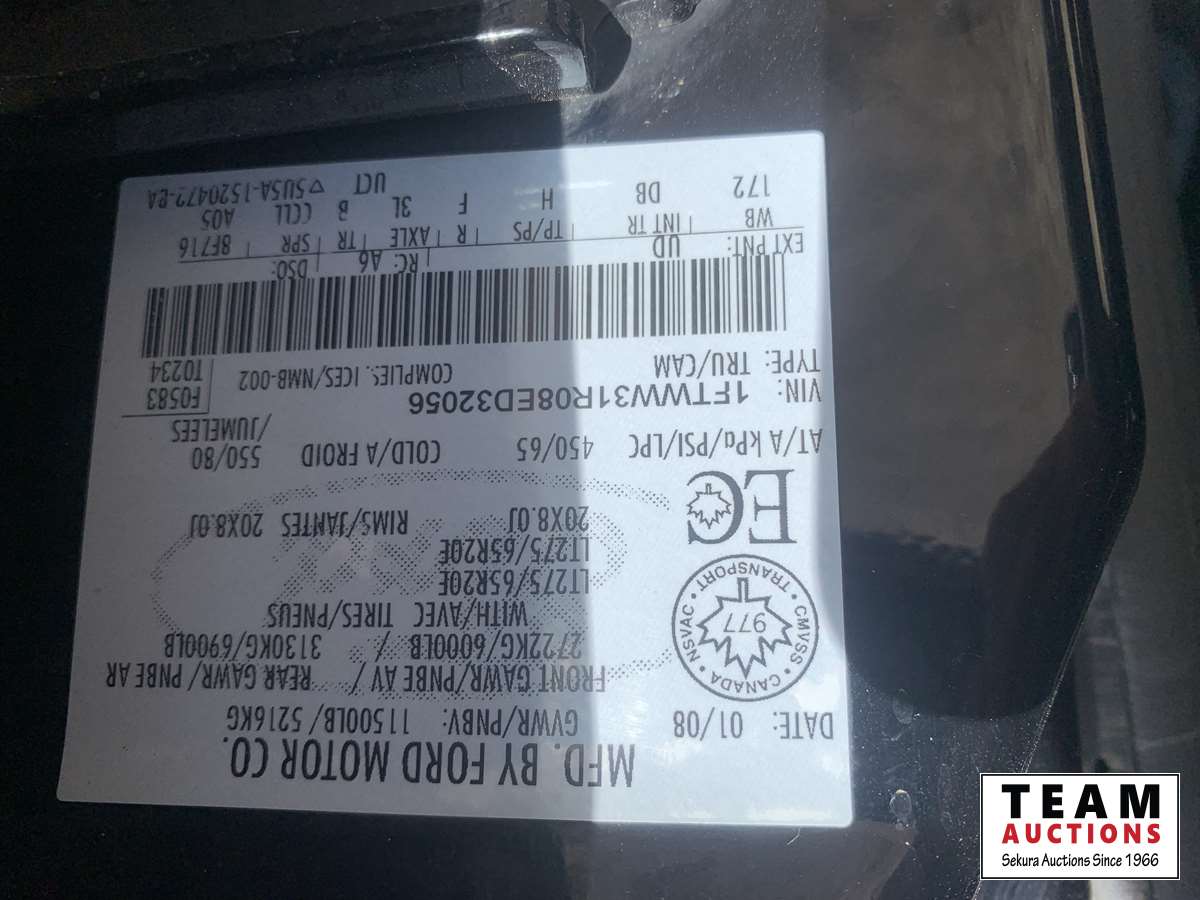 MFD. BY FORD MOTOR CO.
DATE: 01/08 GVWR/PNBV: 11500LB/5216KG
FRONT GAWR/PNBE AV / REAR GAWR/PNBE AR
2722KG/6000LB / 3130KG/6900LB
WITH/AVEC TIRES/PNEUS
LT275/65R20E
LT275/65R20E
20X8.0J RIMS/JANTES 20X8.0J
CMVSS • CANADA • NSVAC • TRANSPORT •
977
EC
AT/A kPa/PSI/LPC 450/65 COLD/A FROID 550/80
/JUMELEES
VIN: 1FTWW31R08ED32056 F0583
TYPE: TRU/CAM COMPLIES. ICES/NMB-002 T0234
EXT PNT: UD RC: A6 DSO:
WB INT TR TP/PS R AXLE TR SPR 8F716
172 DB H F 3L B CCLL A05
UCT ▽5U5A-1520472-BA
TEAM
AUCTIONS
Sekura Auctions Since 1966